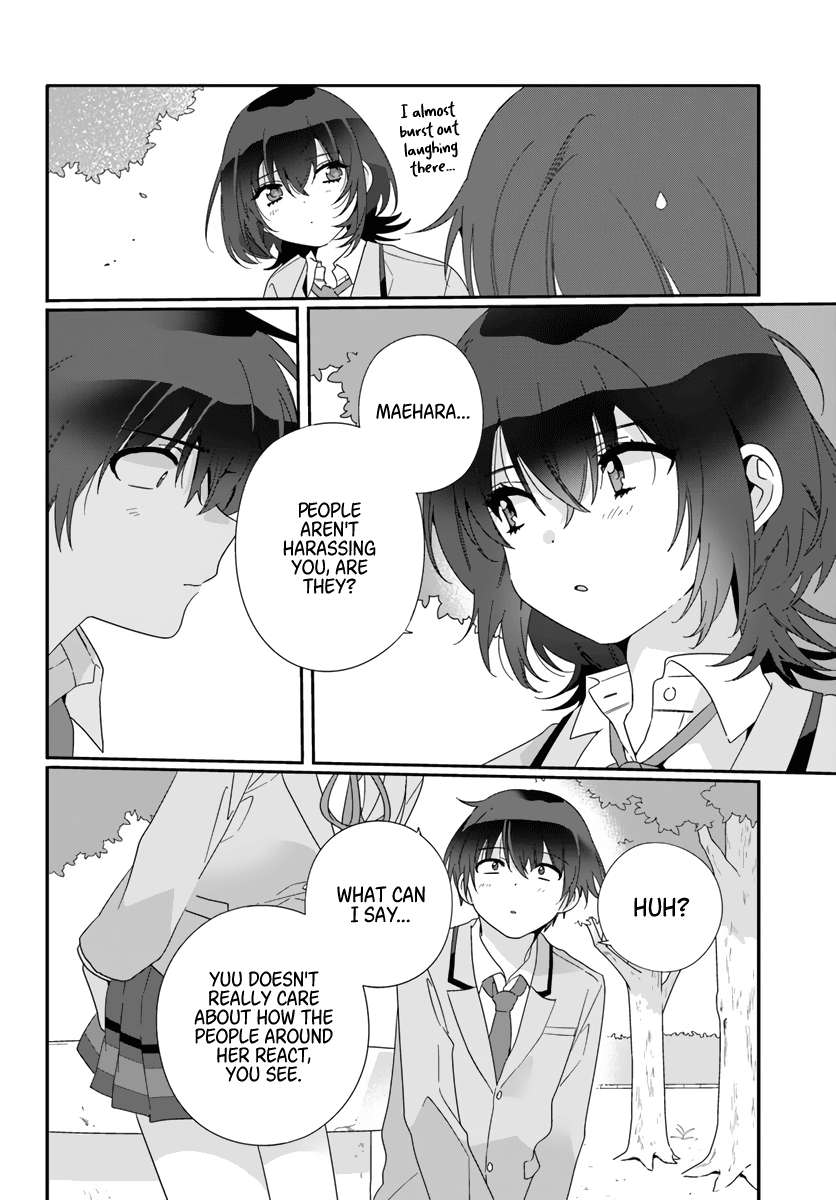 I almost
burst out
laughing
there...
MAEHARA...
PEOPLE
AREN'T
HARASSING
YOU, ARE
THEY?
HUH?
WHAT CAN
I SAY...
YUU DOESN'T
REALLY CARE
ABOUT HOW THE
PEOPLE AROUND
HER REACT,
YOU SEE.